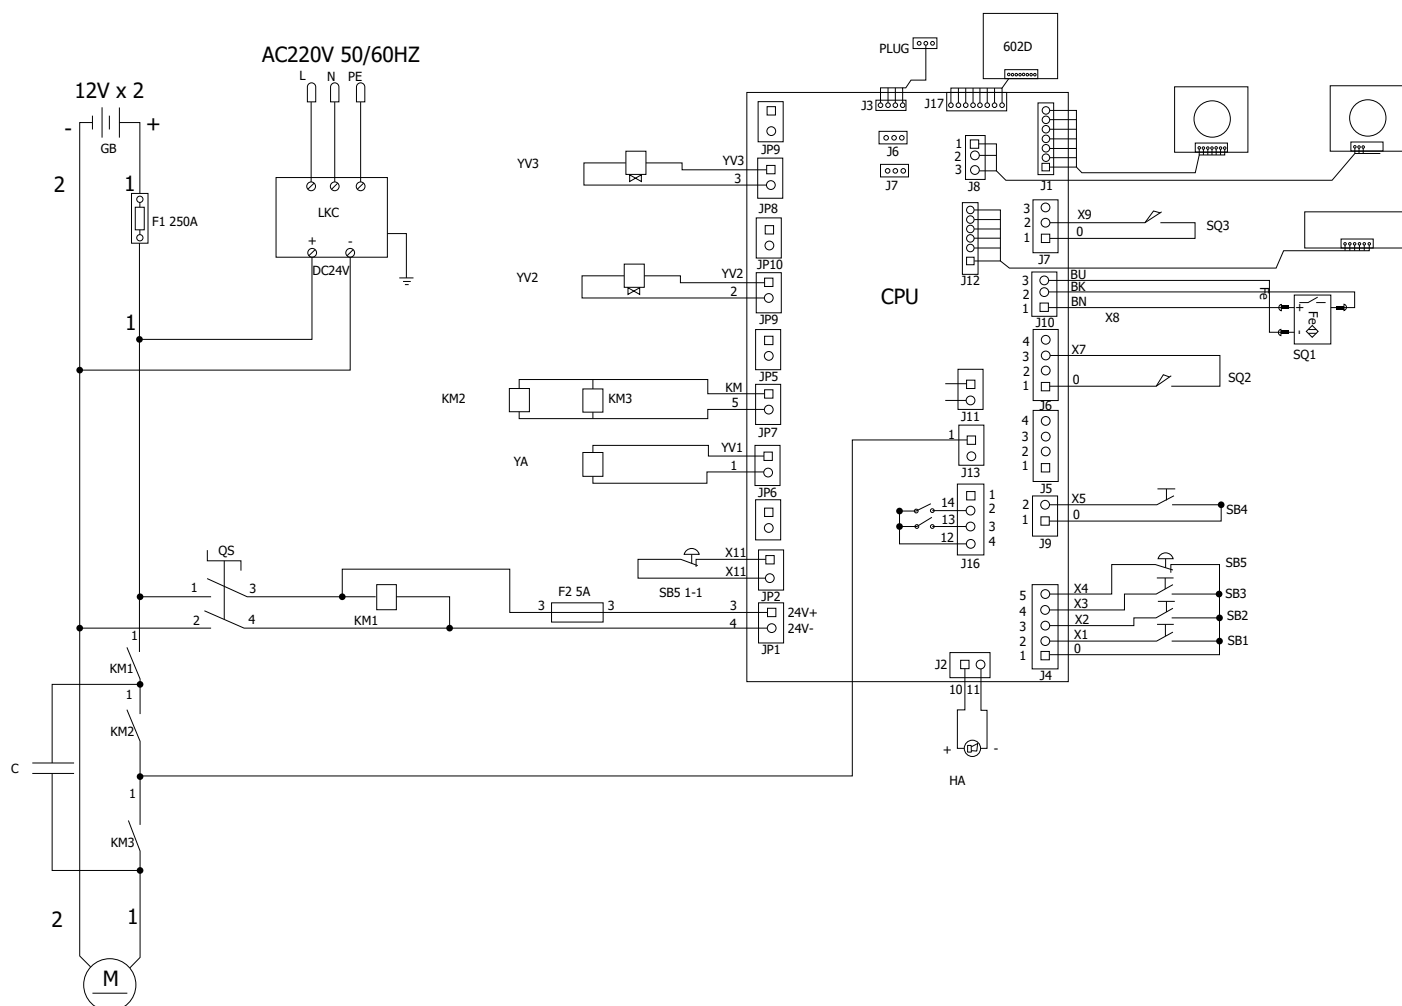 AC220V 50/60HZ
L N PE
12V x 2
- +
GB
2 1
F1 250A
LKC
+ -
DC24V
1
PLUG
602D
J3
J17
J6
J7
1
2
3
J8
J1
JP9
YV3
YV3
3
JP8
JP10
YV2
YV2
2
JP9
JP5
KM2
KM3
KM
5
JP7
YA
YV1
1
JP6
CPU
J12
3
2
1
J7
X9
0
SQ3
3
2
1
J10
BU
BK
BN
X8
Fe
+
Fe
-
SQ1
4
3
2
1
J6
X7
0
SQ2
J11
1
J13
4
3
2
1
J5
14
13
12
1
2
3
4
J16
2
1
J9
X5
0
SB4
QS
1 3
2 4
KM1
SB5 1-1
X11
X11
JP2
F2 5A
3 3
3
4
24V+
24V-
JP1
5
4
3
2
1
J4
X4
X3
X2
X1
0
SB5
SB3
SB2
SB1
J2
10 11
+ -
HA
1
KM1
1
KM2
C
1
KM3
2 1
M